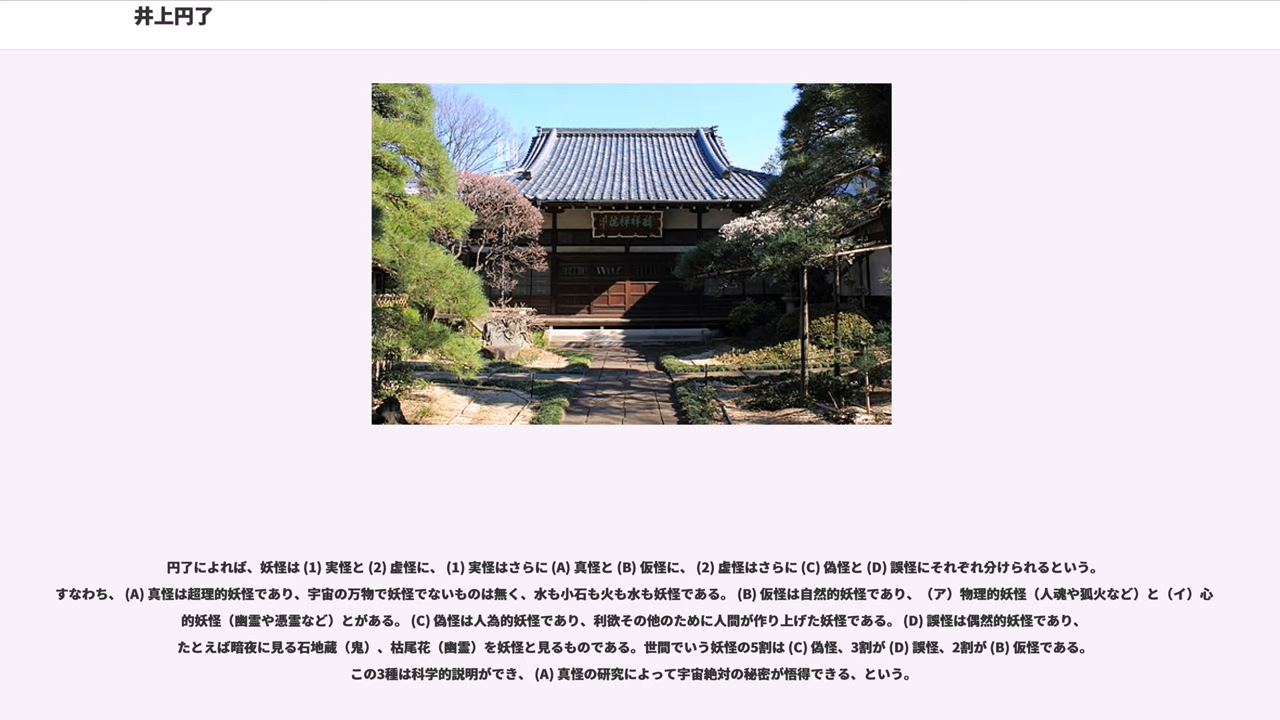 井上円了
円了によれば、妖怪は (1) 実怪と (2) 虚怪に、 (1) 実怪はさらに (A) 真怪と (B) 仮怪に、 (2) 虚怪はさらに (C) 偽怪と (D) 誤怪にそれぞれ分けられるという。
すなわち、 (A) 真怪は超理的妖怪であり、宇宙の万物で妖怪でないものは無く、水も小石も火も水も妖怪である。 (B) 仮怪は自然的妖怪であり、（ア）物理的妖怪（人魂や狐火など）と（イ）心
的妖怪（幽霊や憑霊など）とがある。 (C) 偽怪は人為的妖怪であり、利欲その他のために人間が作り上げた妖怪である。 (D) 誤怪は偶然的妖怪であり、
たとえば暗夜に見る石地蔵（鬼）、枯尾花（幽霊）を妖怪と見るものである。世間でいう妖怪の5割は (C) 偽怪、3割が (D) 誤怪、2割が (B) 仮怪である。
この3種は科学的説明ができ、 (A) 真怪の研究によって宇宙絶対の秘密が悟得できる、という。